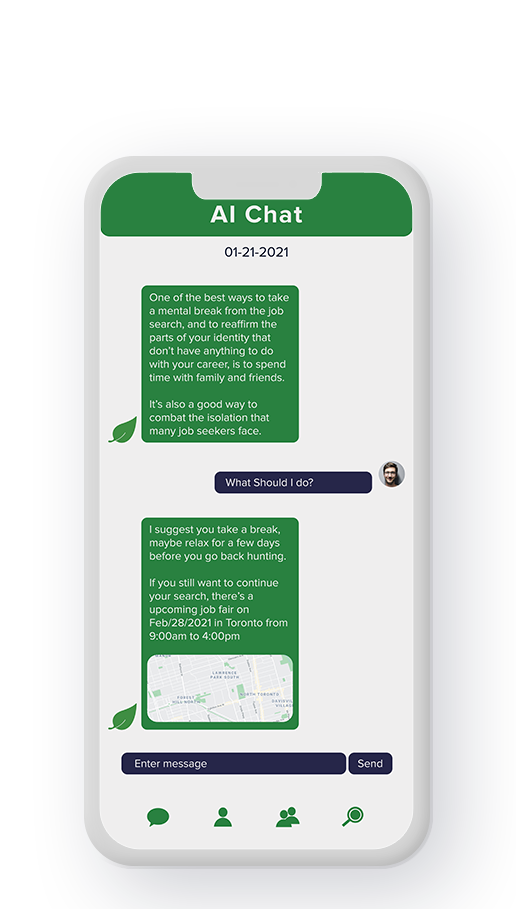 AI Chat
01-21-2021
One of the best ways to take
a mental break from the job
search, and to reaffirm the
parts of your identity that
don't have anything to do
with your career, is to spend
time with family and friends.
It's also a good way to
combat the isolation that
many job seekers face.
What Should I do?
I suggest you take a break,
maybe relax for a few days
before you go back hunting.
If you still want to continue
your search, there's a
upcoming job fair on
Feb/28/2021 in Toronto from
9:00am to 4:00pm
LAWRENCE
PARK SOUTH
FOREST
HILL NORTH
NORTH TORONTO
VILLAGE
Enter message
Send